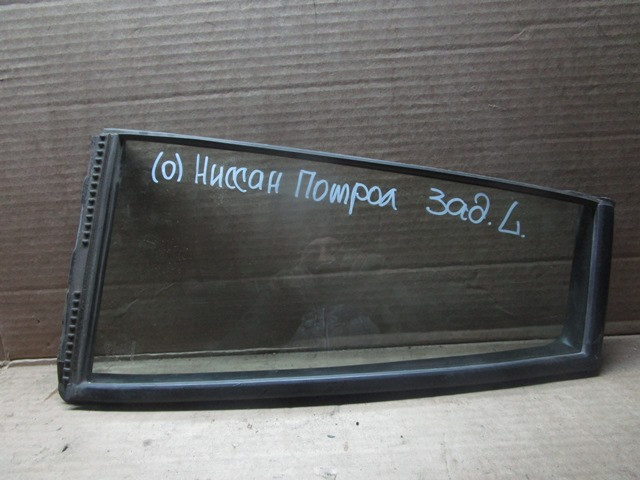 (о) Ниссан Потрол Зад. L.